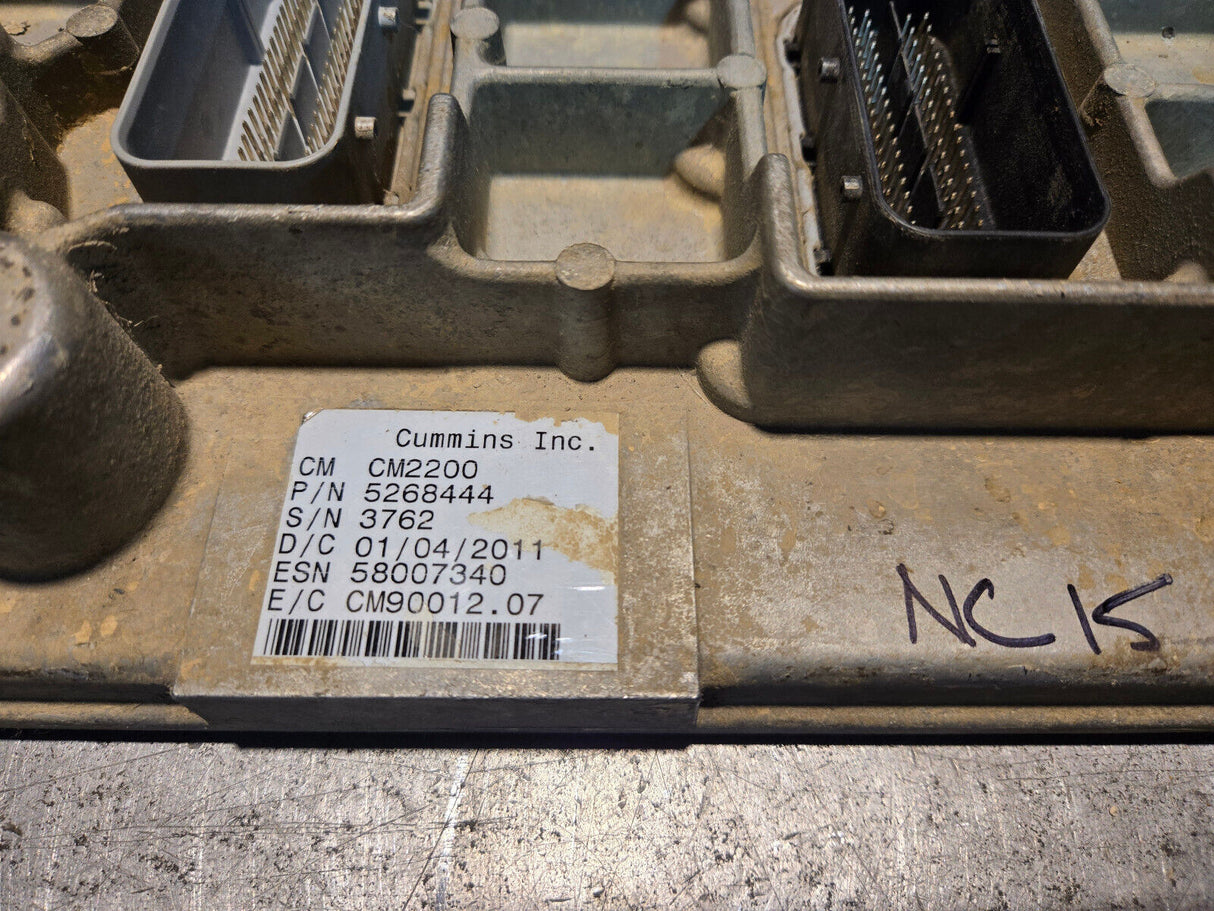 Cummins Inc.
CM CM2200
P/N 5268444
S/N 3762
D/C 01/04/2011
ESN 58007340
E/C CM90012.07
NC 15